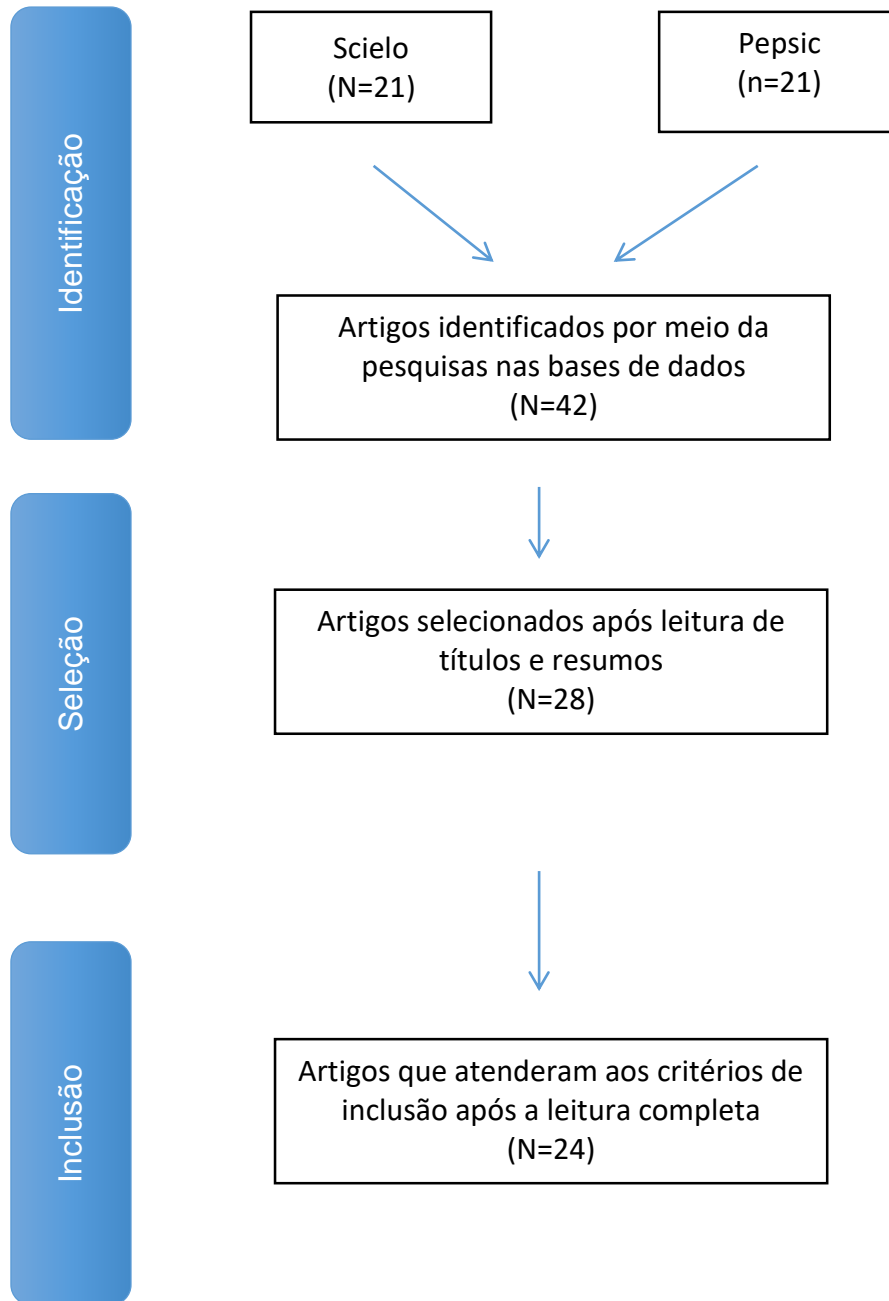 Identificação
Scielo
(N=21)
Pepsic
(n=21)
Artigos identificados por meio da
pesquisas nas bases de dados
(N=42)
Seleção
Artigos selecionados após leitura de
títulos e resumos
(N=28)
Inclusão
Artigos que atenderam aos critérios de
inclusão após a leitura completa
(N=24)